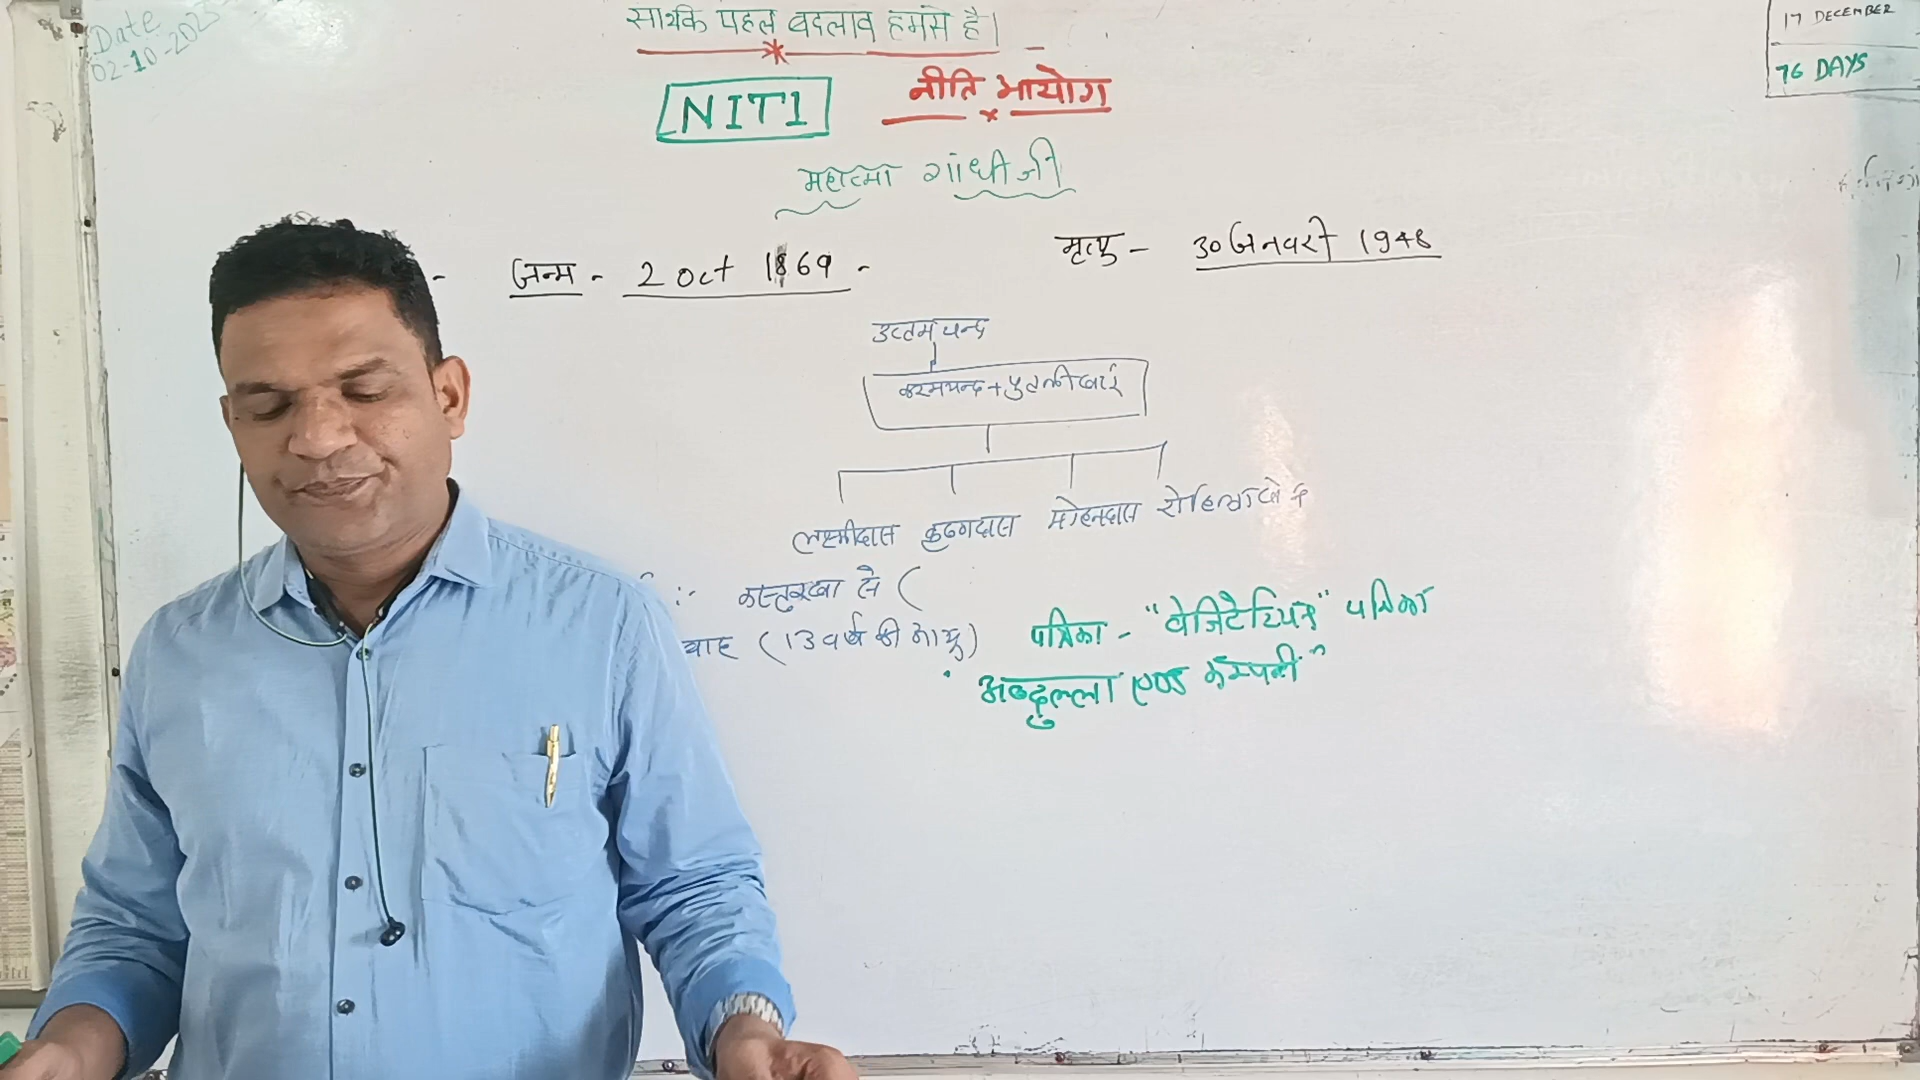 Date
02-10-2023
सार्थक पहल बदलाव हमसे है।
17 DECEMBER
76 DAYS
NITI नीति आयोग
महात्मा गांधी जी
जन्म - 2 Oct 1869 -
मृत्यु - 30 जनवरी 1948
उत्तमचन्द
करमचन्द + पुतलीबाई
लक्ष्मीदास कृष्णदास मोहनदास
:- कस्तुरबा से (
याह (13 वर्ष की आयु)
पत्रिका - "वेजिटेरियन" पत्रिका
"अब्दुल्ला एण्ड कम्पनी"